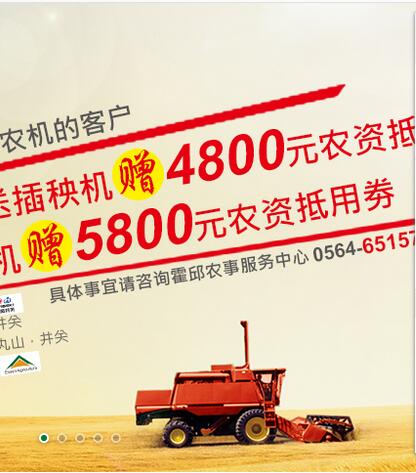 农机的客户
送插秧机赠4800元农资抵
机赠5800元农资抵用券
具体事宜请咨询霍邱农事服务中心 0564-65157
井关
丸山·井关